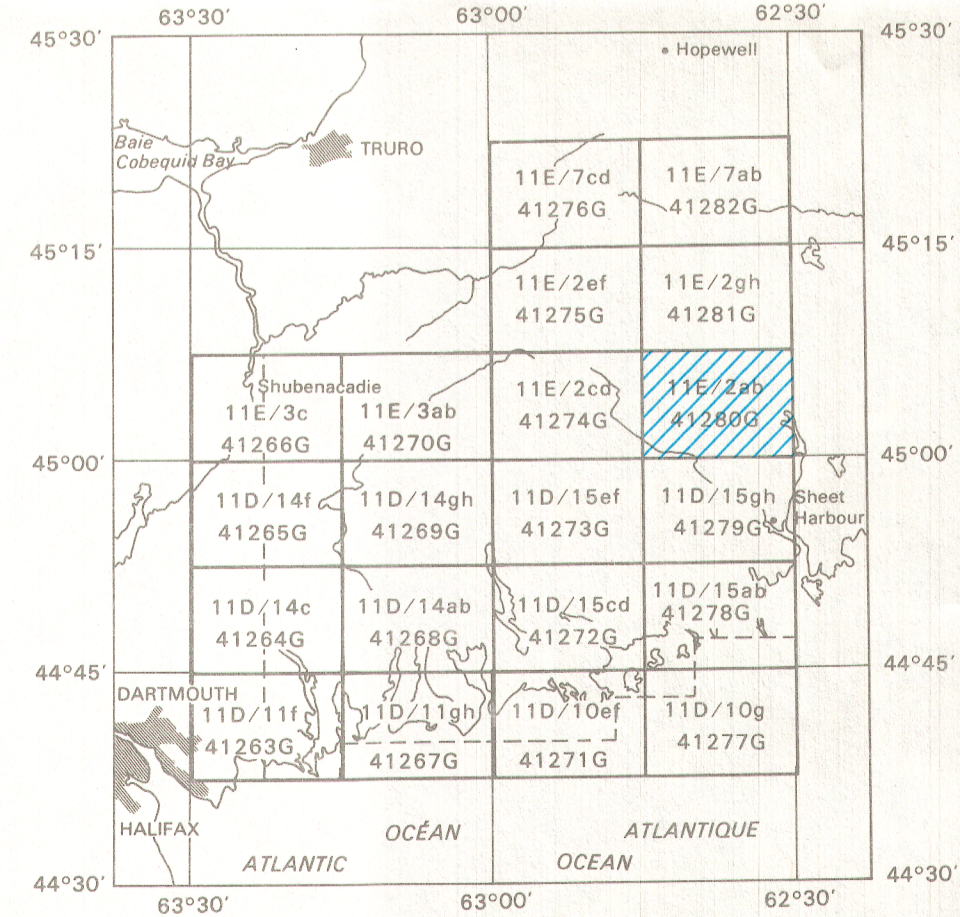 63°30′ 63°00′ 62°30′
45°30′ 45°30′
Hopewell
Baie
Cobequid Bay
TRURO
11E/7cd 11E/7ab
41276G 41282G
45°15′ 45°15′
11E/2ef 11E/2gh
41275G 41281G
Shubenacadie
11E/3c 11E/3ab 11E/2cd 11E/2ab
41266G 41270G 41274G 41280G
45°00′ 45°00′
11D/14f 11D/14gh 11D/15ef 11D/15gh
41265G 41269G 41273G 41279G
Sheet
Harbour
11D/14c 11D/14ab 11D/15cd 11D/15ab
41264G 41268G 41272G 41278G
44°45′ 44°45′
DARTMOUTH
11D/11f 11D/11gh 11D/10ef 11D/10g
41263G 41267G 41271G 41277G
HALIFAX
OCÉAN ATLANTIQUE
ATLANTIC OCEAN
44°30′ 44°30′
63°30′ 63°00′ 62°30′